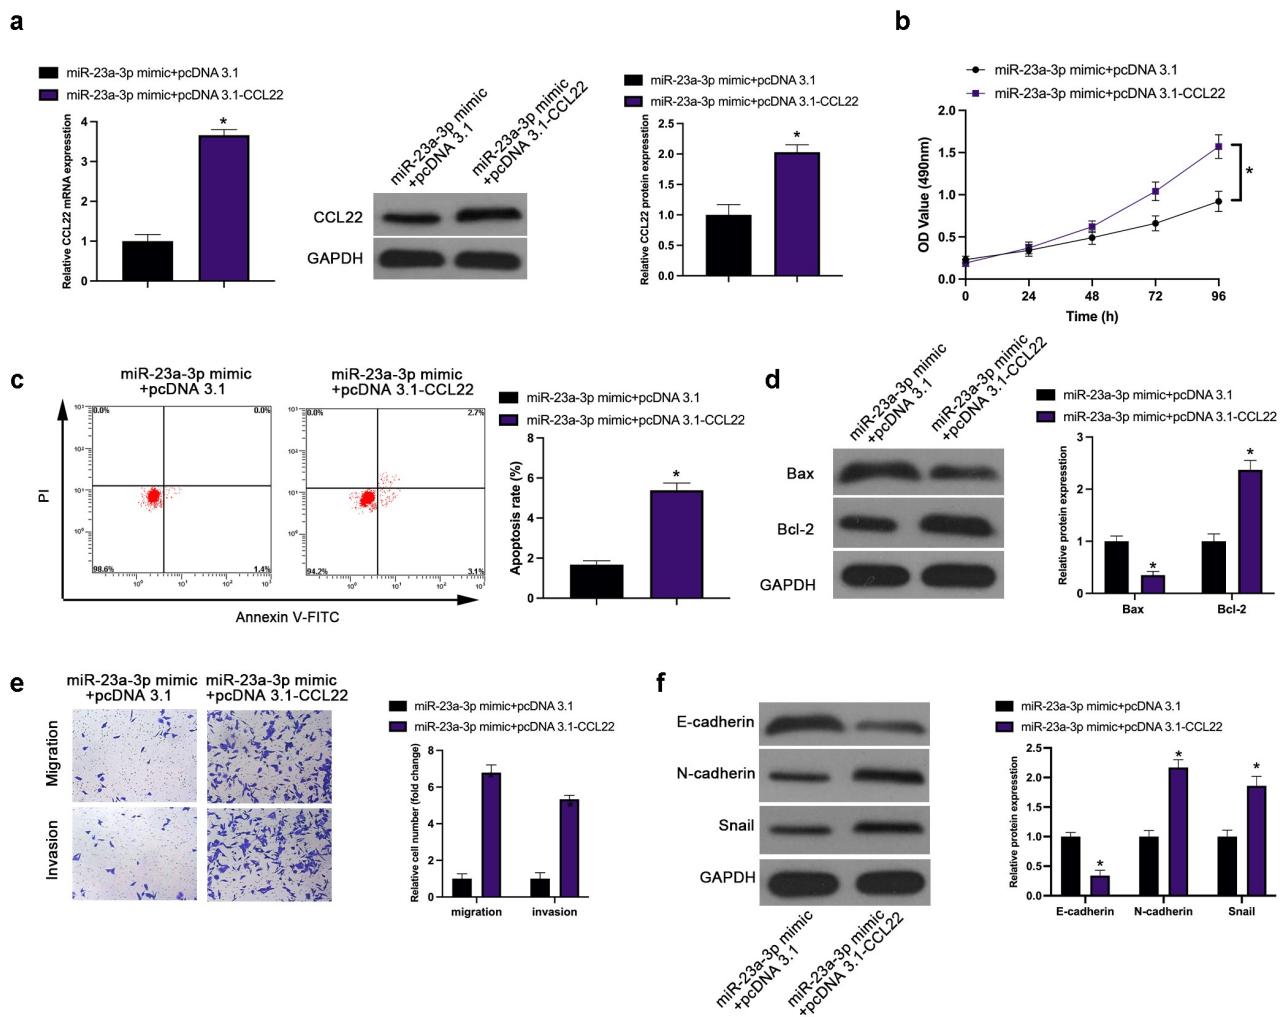 a
miR-23a-3p mimic+pcDNA 3.1
miR-23a-3p mimic+pcDNA 3.1-CCL22
Relative CCL22 mRNA expression
4
3
2
1
0
*
miR-23a-3p mimic
+pcDNA 3.1
miR-23a-3p mimic
+pcDNA 3.1-CCL22
CCL22
GAPDH
miR-23a-3p mimic+pcDNA 3.1
miR-23a-3p mimic+pcDNA 3.1-CCL22
Relative CCL22 protein expresstion
2.5
2.0
1.5
1.0
0.5
0.0
*
b
miR-23a-3p mimic+pcDNA 3.1
miR-23a-3p mimic+pcDNA 3.1-CCL22
OD Value (490nm)
2.0
1.5
1.0
0.5
0.0
*
0 24 48 72 96
Time (h)
c
miR-23a-3p mimic
+pcDNA 3.1
PI
0.0% 0.0%
98.6% 1.4%
miR-23a-3p mimic
+pcDNA 3.1-CCL22
0.0% 2.7%
94.2% 3.1%
Annexin V-FITC
miR-23a-3p mimic+pcDNA 3.1
miR-23a-3p mimic+pcDNA 3.1-CCL22
Apoptosis rate (%)
8
6
4
2
0
*
d
miR-23a-3p mimic
+pcDNA 3.1
miR-23a-3p mimic
+pcDNA 3.1-CCL22
Bax
Bcl-2
GAPDH
miR-23a-3p mimic+pcDNA 3.1
miR-23a-3p mimic+pcDNA 3.1-CCL22
Relative protein expresstion
3
2
1
0
*
*
Bax Bcl-2
e
miR-23a-3p mimic
+pcDNA 3.1
miR-23a-3p mimic
+pcDNA 3.1-CCL22
Migration
Invasion
miR-23a-3p mimic+pcDNA 3.1
miR-23a-3p mimic+pcDNA 3.1-CCL22
Relative cell number (fold change)
8
6
4
2
0
migration invasion
f
E-cadherin
N-cadherin
Snail
GAPDH
miR-23a-3p mimic
+pcDNA 3.1
miR-23a-3p mimic
+pcDNA 3.1-CCL22
miR-23a-3p mimic+pcDNA 3.1
miR-23a-3p mimic+pcDNA 3.1-CCL22
Relative protein expresstion
2.5
2.0
1.5
1.0
0.5
0.0
*
*
*
E-cadherin N-cadherin Snail